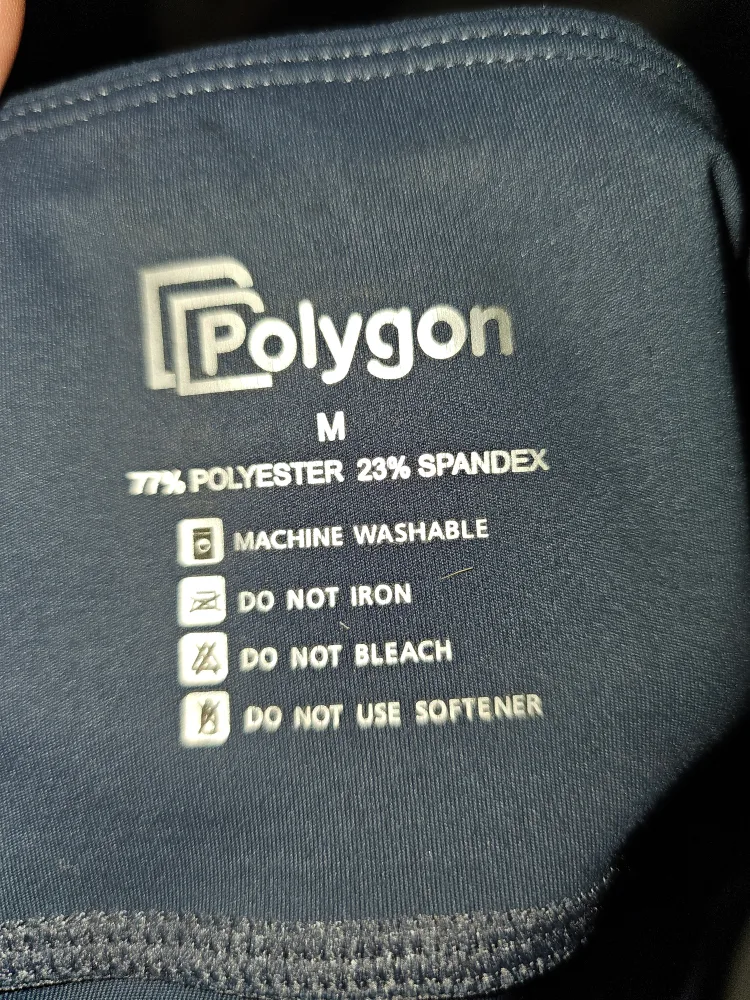 Polygon
M
77% POLYESTER 23% SPANDEX
MACHINE WASHABLE
DO NOT IRON
DO NOT BLEACH
DO NOT USE SOFTENER